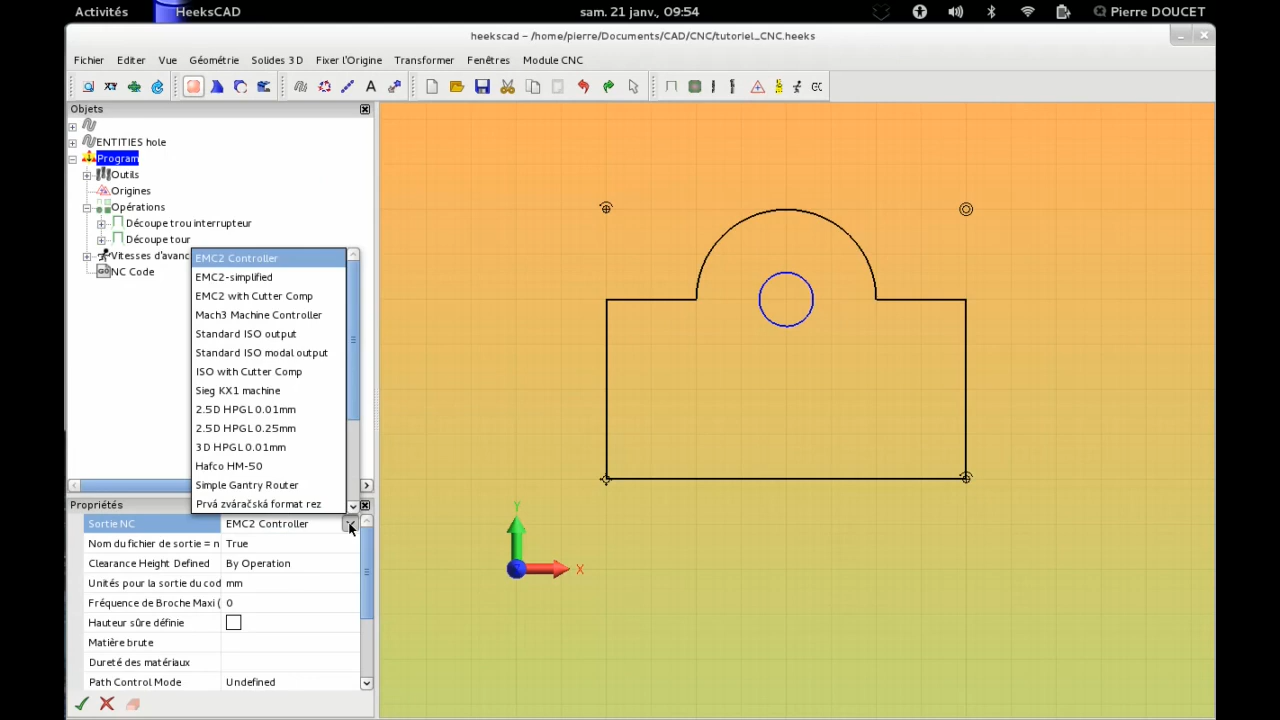 Activités HeeksCAD sam. 21 janv., 09:54 Pierre DOUCET
heekscad – /home/pierre/Documents/CAD/CNC/tutoriel_CNC.heeks
Fichier Editer Vue Géométrie Solides 3D Fixer l'Origine Transformer Fenêtres Module CNC
Objets
ENTITIES hole
Program
Outils
Origines
Opérations
Découpe trou interrupteur
Découpe tour
Vitesses d'avanc
NC Code
EMC2 Controller
EMC2-simplified
EMC2 with Cutter Comp
Mach3 Machine Controller
Standard ISO output
Standard ISO modal output
ISO with Cutter Comp
Sieg KX1 machine
2.5D HPGL 0.01mm
2.5D HPGL 0.25mm
3D HPGL 0.01mm
Hafco HM-50
Simple Gantry Router
Prvá zváračská format rez
Propriétés
Sortie NC EMC2 Controller
Nom du fichier de sortie = n True
Clearance Height Defined By Operation
Unités pour la sortie du cod mm
Fréquence de Broche Maxi ( 0
Hauteur sûre définie
Matière brute
Dureté des matériaux
Path Control Mode Undefined
Y
X